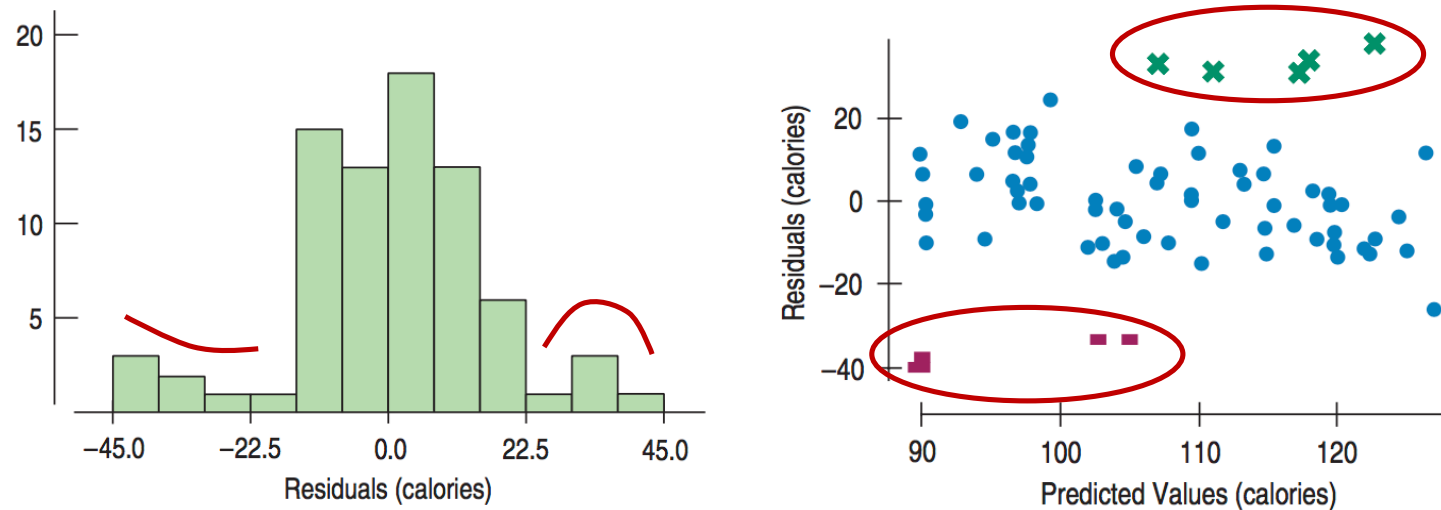 20
15
10
5
−45.0 −22.5 0.0 22.5 45.0
Residuals (calories)
Residuals (calories)
20
0
−20
−40
90 100 110 120
Predicted Values (calories)